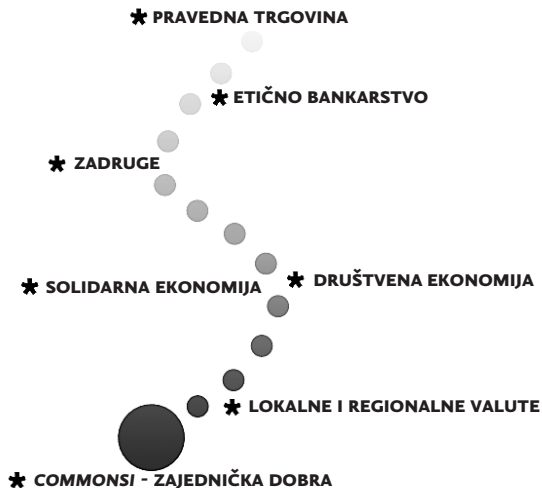 * PRAVEDNA TRGOVINA
* ETIČNO BANKARSTVO
* ZADRUGE
* DRUŠTVENA EKONOMIJA
* SOLIDARNA EKONOMIJA
* LOKALNE I REGIONALNE VALUTE
* COMMONSI - ZAJEDNIČKA DOBRA